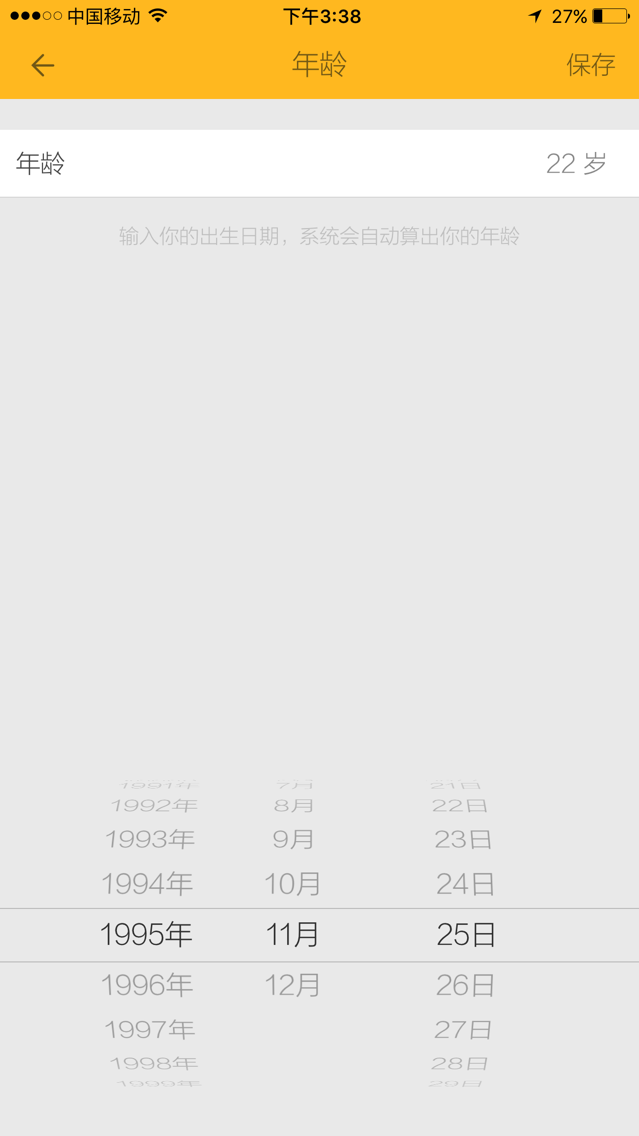 中国移动 下午3:38 27%
年龄 保存
年龄 22 岁
输入你的出生日期，系统会自动算出你的年龄
1991年 7月 21日
1992年 8月 22日
1993年 9月 23日
1994年 10月 24日
1995年 11月 25日
1996年 12月 26日
1997年 27日
1998年 28日
1999年 29日